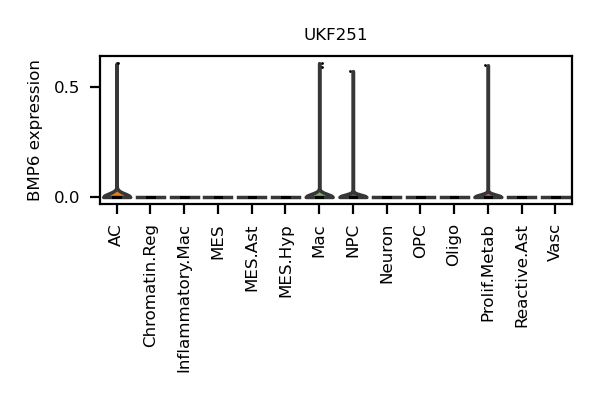 UKF251
BMP6 expression
0.5
0.0
AC
Chromatin.Reg
Inflammatory.Mac
MES
MES.Ast
MES.Hyp
Mac
NPC
Neuron
OPC
Oligo
Prolif.Metab
Reactive.Ast
Vasc